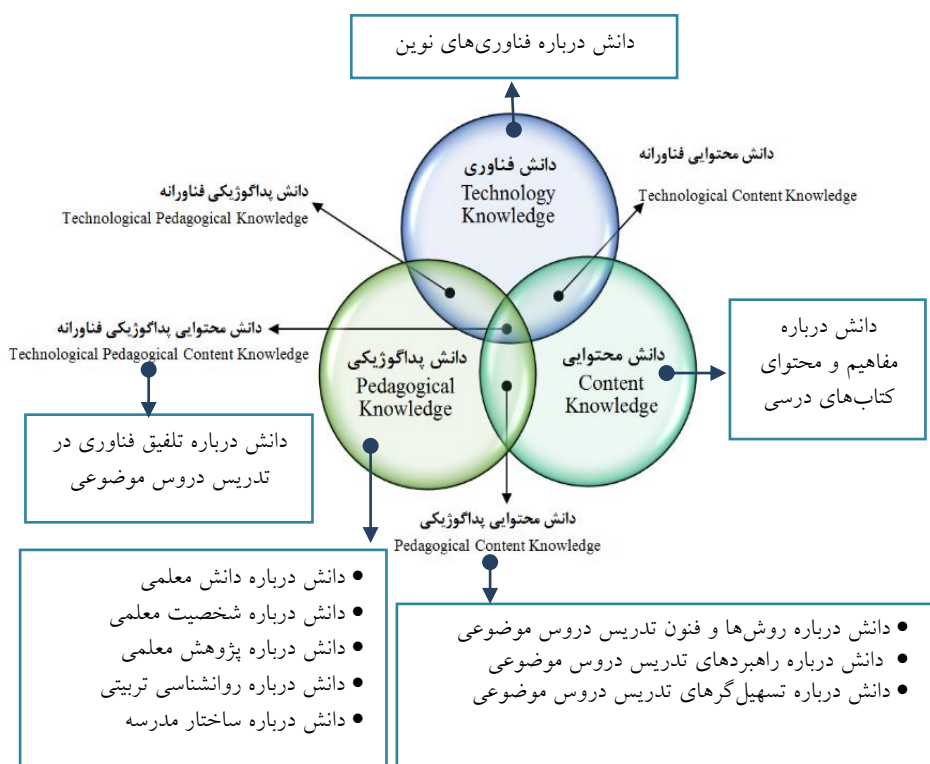 دانش درباره فناوری‌های نوین
دانش فناوری
Technology
Knowledge
دانش محتوایی فناورانه
Technological Content Knowledge
دانش پداگوژیکی فناورانه
Technological Pedagogical Knowledge
دانش محتوایی پداگوژیکی فناورانه
Technological Pedagogical Content Knowledge
دانش پداگوژیکی
Pedagogical
Knowledge
دانش محتوایی
Content
Knowledge
دانش درباره
مفاهیم و محتوای
کتاب‌های درسی
دانش درباره تلفیق فناوری در
تدریس دروس موضوعی
دانش محتوایی پداگوژیکی
Pedagogical Content Knowledge
• دانش درباره روش‌ها و فنون تدریس دروس موضوعی
• دانش درباره راهبردهای تدریس دروس موضوعی
• دانش درباره تسهیل‌گرهای تدریس دروس موضوعی
• دانش درباره دانش معلمی
• دانش درباره شخصیت معلمی
• دانش درباره پژوهش معلمی
• دانش درباره روانشناسی تربیتی
• دانش درباره ساختار مدرسه